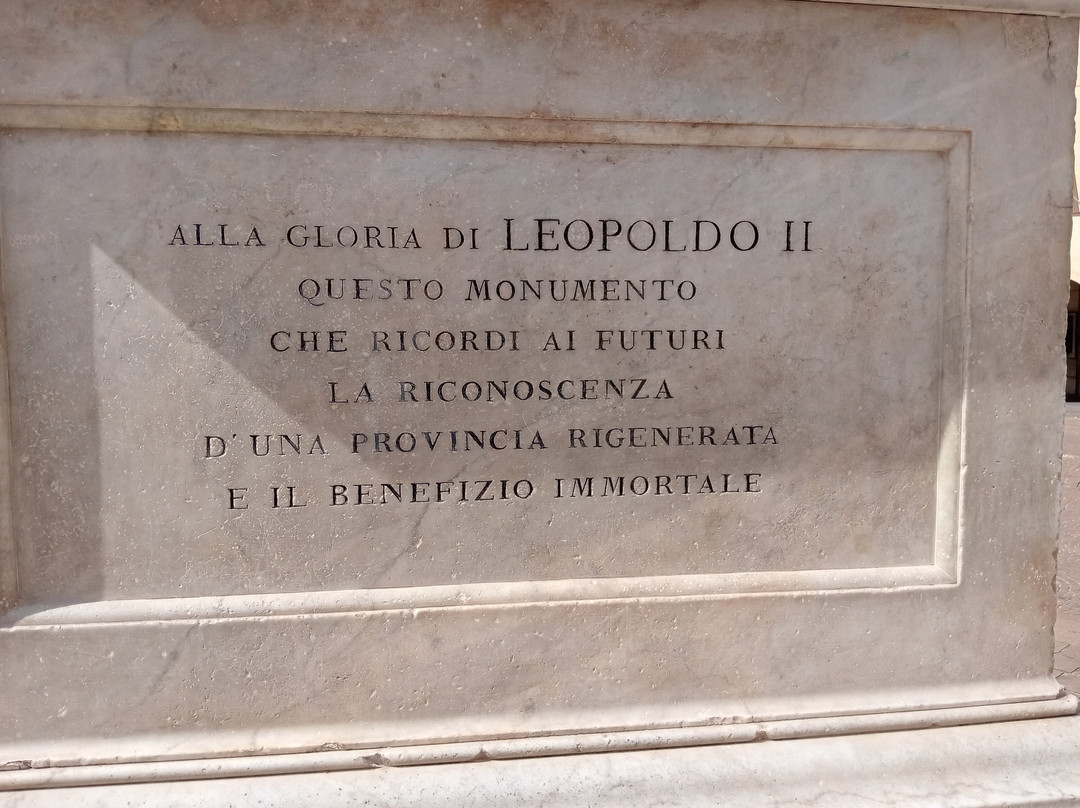 ALLA GLORIA DI LEOPOLDO II
QUESTO MONUMENTO
CHE RICORDI AI FUTURI
LA RICONOSCENZA
D'UNA PROVINCIA RIGENERATA
E IL BENEFIZIO IMMORTALE